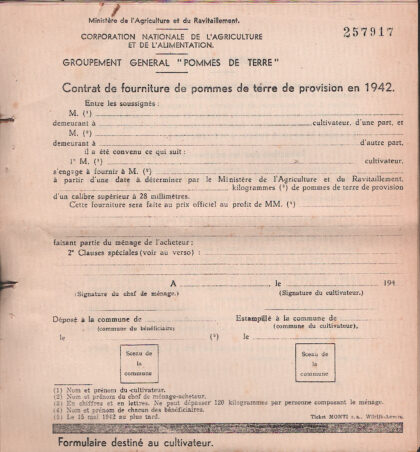 Ministère de l'Agriculture et du Ravitaillement.
257917
CORPORATION NATIONALE DE L'AGRICULTURE
ET DE L'ALIMENTATION.
GROUPEMENT GENERAL "POMMES DE TERRE"
Contrat de fourniture de pommes de terre de provision en 1942.
Entre les soussignés :
M. (¹)
demeurant à cultivateur, d'une part, et
M. (²)
demeurant à d'autre part,
il a été convenu ce qui suit :
1° M. (¹) cultivateur,
s'engage à fournir à M. (²)
à partir d'une date à déterminer par le Ministère de l'Agriculture et du Ravitaillement,
kilogrammes (³) de pommes de terre de provision
d'un calibre supérieur à 28 millimètres.
Cette fourniture sera faite au prix officiel au profit de MM. (⁴)
faisant partie du ménage de l'acheteur ;
2° Clauses spéciales (voir au verso) :
A , le 194
(Signature du chef de ménage.) (Signature du cultivateur.)
Déposé à la commune de Estampillé à la commune de
(commune du bénéficiaire) (commune du cultivateur),
le (⁵) le
Sceau de la commune
Sceau de la commune
(1) Nom et prénom du cultivateur.
(2) Nom et prénom du chef de ménage-acheteur.
(3) En chiffres et en lettres. Ne peut dépasser 120 kilogrammes par personne composant le ménage.
(4) Nom et prénom de chacun des bénéficiaires.
(5) Le 15 mai 1942 au plus tard.
Ticket MONTI s.a.
Formulaire destiné au cultivateur.